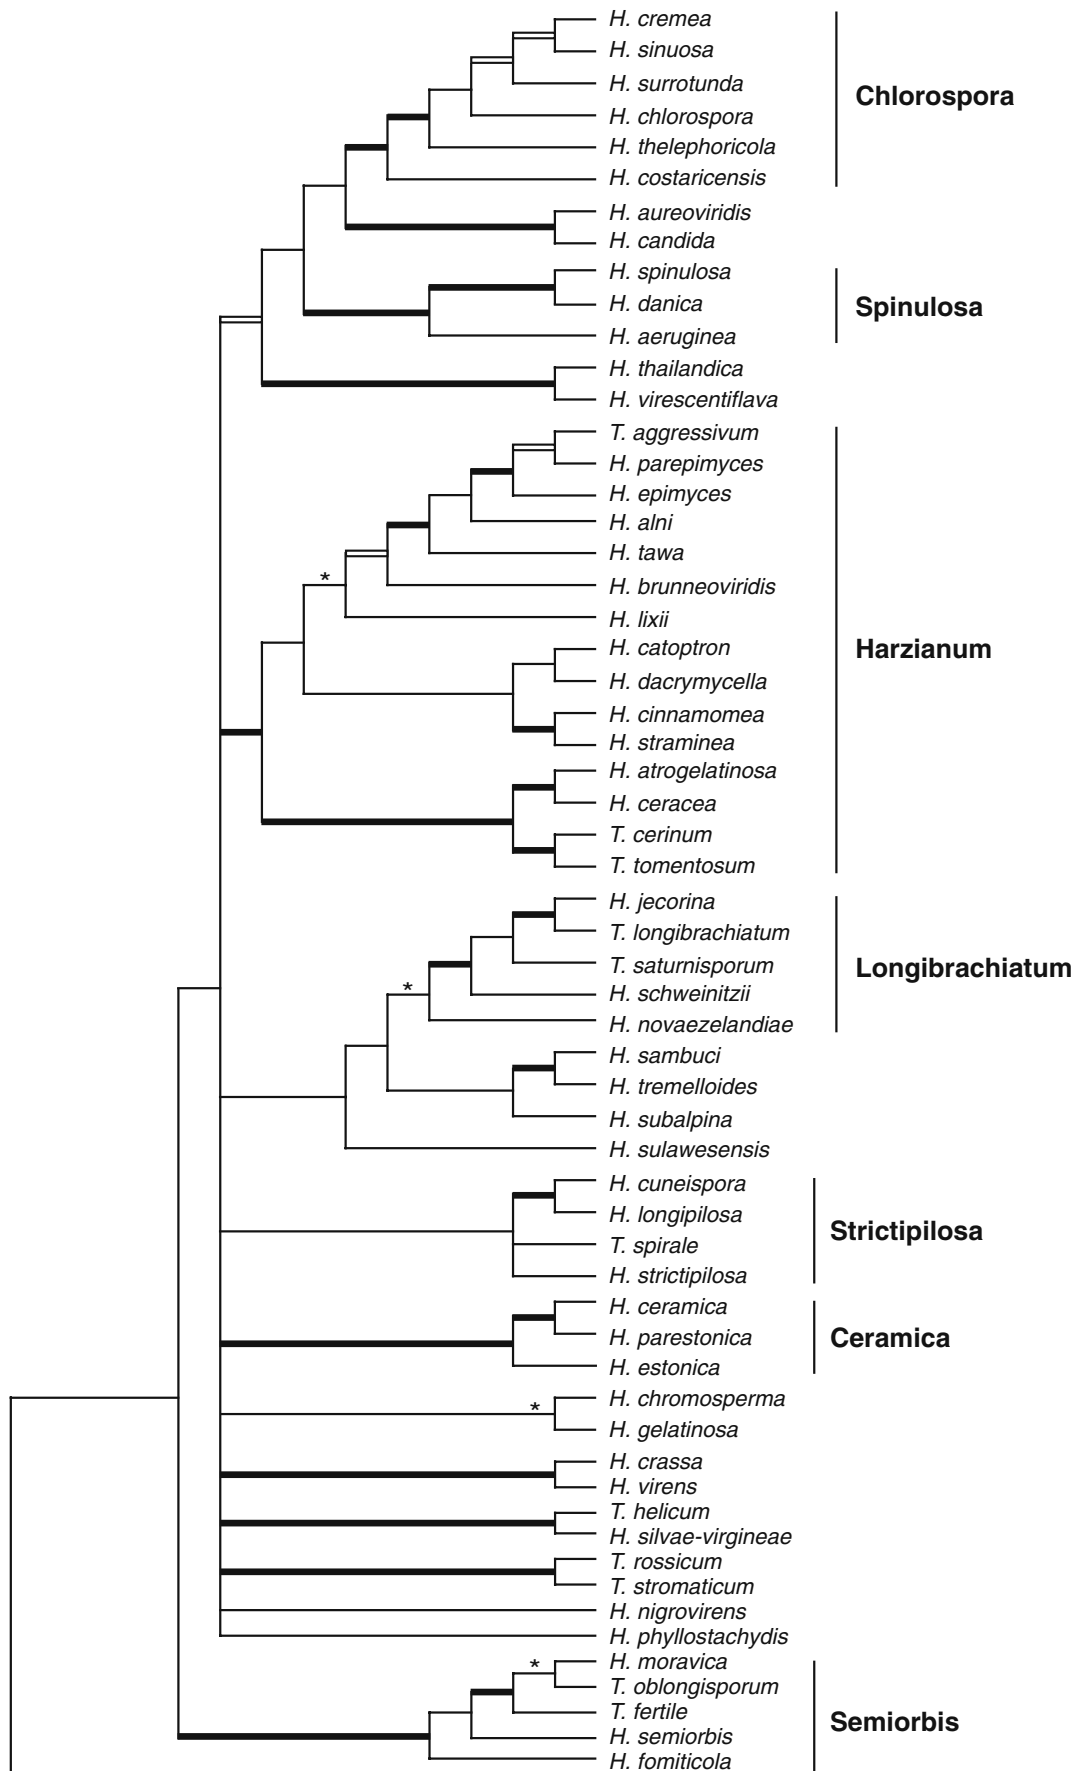 H. cremea
H. sinuosa
H. surrotunda
H. chlorospora
H. thelephoricola
H. costaricensis
Chlorospora
H. aureoviridis
H. candida
H. spinulosa
H. danica
H. aeruginea
Spinulosa
H. thailandica
H. virescentiflava
T. aggressivum
H. parepimyces
H. epimyces
H. alni
H. tawa
*
H. brunneoviridis
H. lixii
H. catoptron
H. dacrymycella
H. cinnamomea
H. straminea
H. atrogelatinosa
H. ceracea
T. cerinum
T. tomentosum
Harzianum
H. jecorina
T. longibrachiatum
T. saturnisporum
*
H. schweinitzii
H. novaezelandiae
Longibrachiatum
H. sambuci
H. tremelloides
H. subalpina
H. sulawesensis
H. cuneispora
H. longipilosa
T. spirale
H. strictipilosa
Strictipilosa
H. ceramica
H. parestonica
H. estonica
Ceramica
H. chromosperma
*
H. gelatinosa
H. crassa
H. virens
T. helicum
H. silvae-virgineae
T. rossicum
T. stromaticum
H. nigrovirens
H. phyllostachydis
H. moravica
*
T. oblongisporum
T. fertile
H. semiorbis
H. fomiticola
Semiorbis